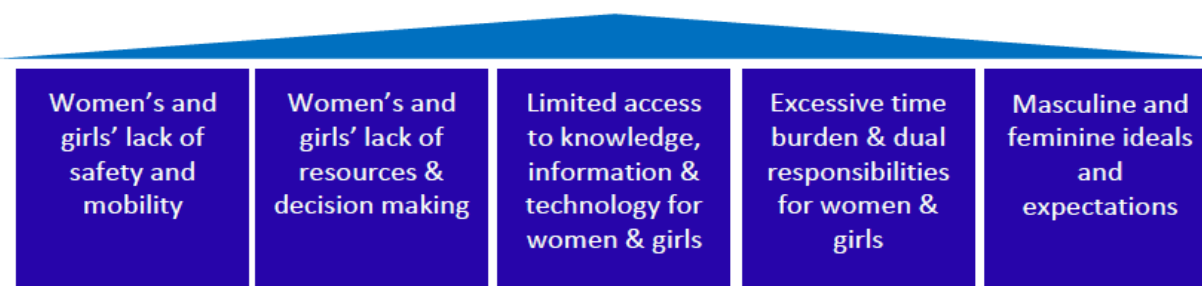 Women’s and
girls’ lack of
safety and
mobility
Women’s and
girls’ lack of
resources &
decision making
Limited access
to knowledge,
information &
technology for
women & girls
Excessive time
burden & dual
responsibilities
for women &
girls
Masculine and
feminine ideals
and
expectations